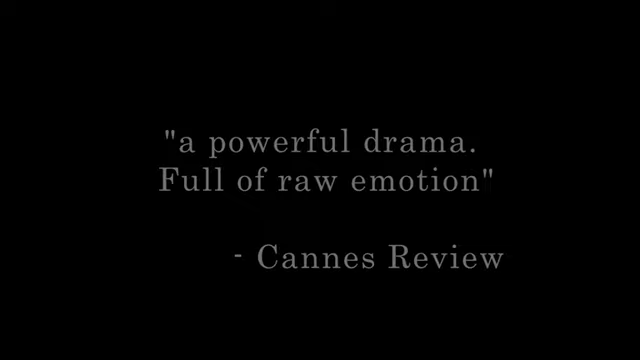 "a powerful drama.
Full of raw emotion"
- Cannes Review